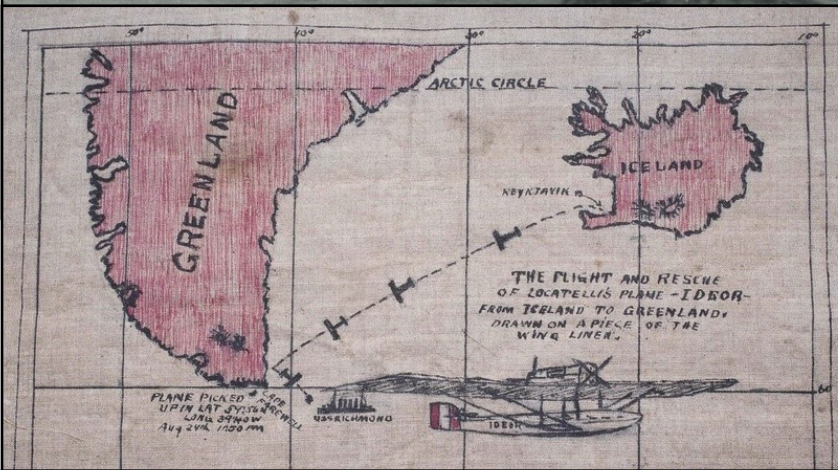 50°
40°
30°
20°
10°
ARCTIC CIRCLE
GREENLAND
ICELAND
REYKJAVIK
THE FLIGHT AND RESCUE
OF LOCATELLI'S PLANE -IDEOR-
FROM ICELAND TO GREENLAND.
DRAWN ON A PIECE OF THE
WING LINEN.
PLANE PICKED
UP IN LAT
LONG
Aug 24th
CAPE
FAREWELL
U.S.S. RICHMOND
IDEOR